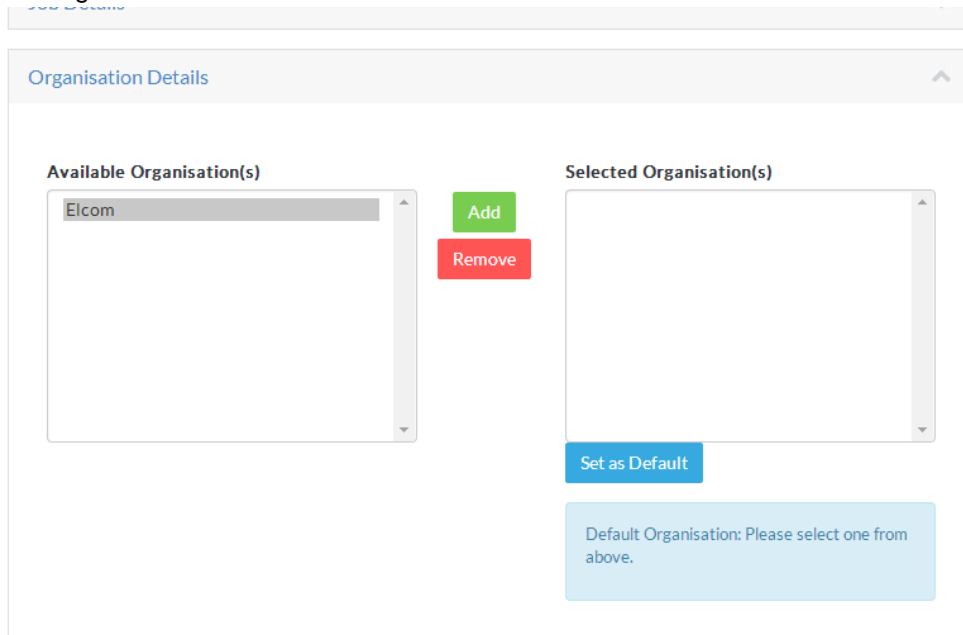 Organisation Details
Available Organisation(s)
Selected Organisation(s)
Elcom
Add
Remove
Set as Default
Default Organisation: Please select one from
above.